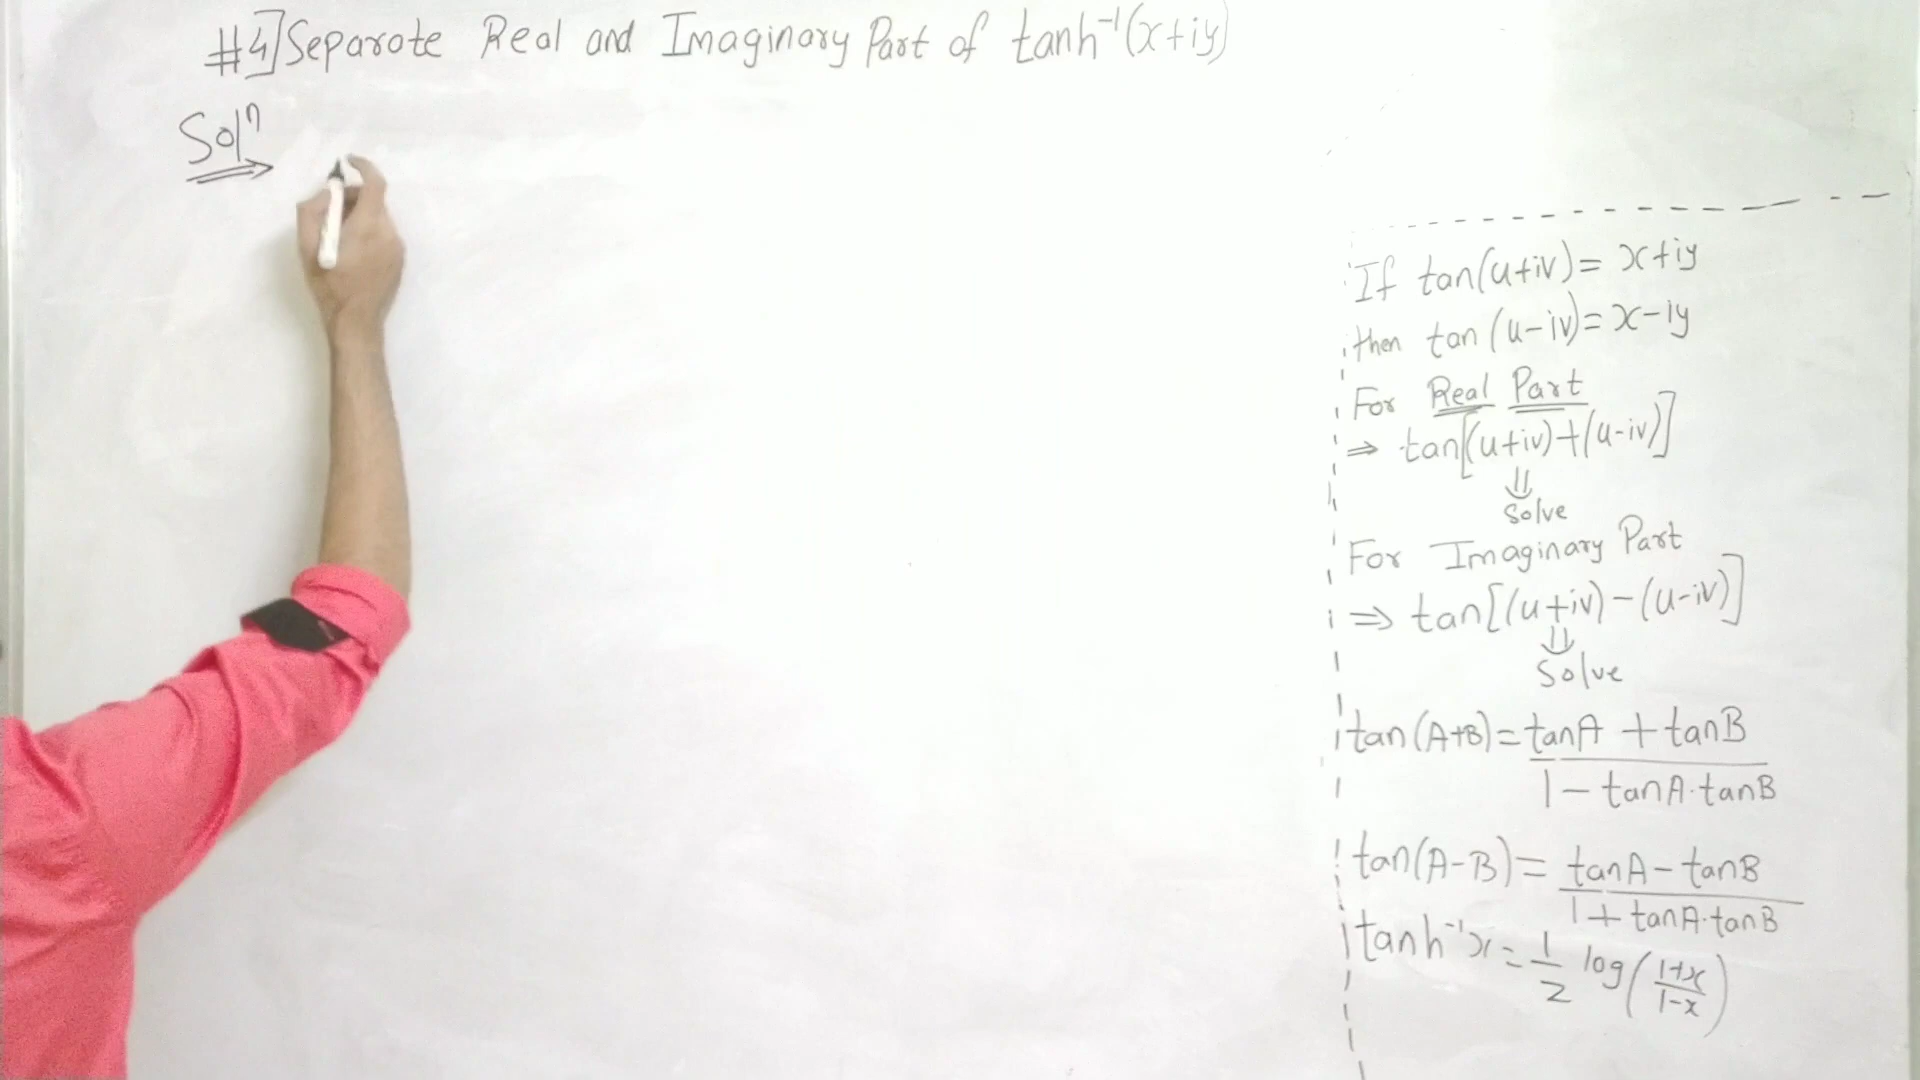 #4] Separate Real and Imaginary Part of tanh⁻¹(x+iy)
Solⁿ
If tan(u+iv) = x+iy
then tan (u-iv) = x-iy
For Real Part
⇒ tan[(u+iv)+(u-iv)]
⇓
Solve
For Imaginary Part
⇒ tan[(u+iv)-(u-iv)]
⇓
Solve
tan(A+B) = tanA + tanB / 1 - tanA·tanB
tan(A-B) = tanA - tanB / 1 + tanA·tanB
tanh⁻¹x = 1/2 log(1+x/1-x)